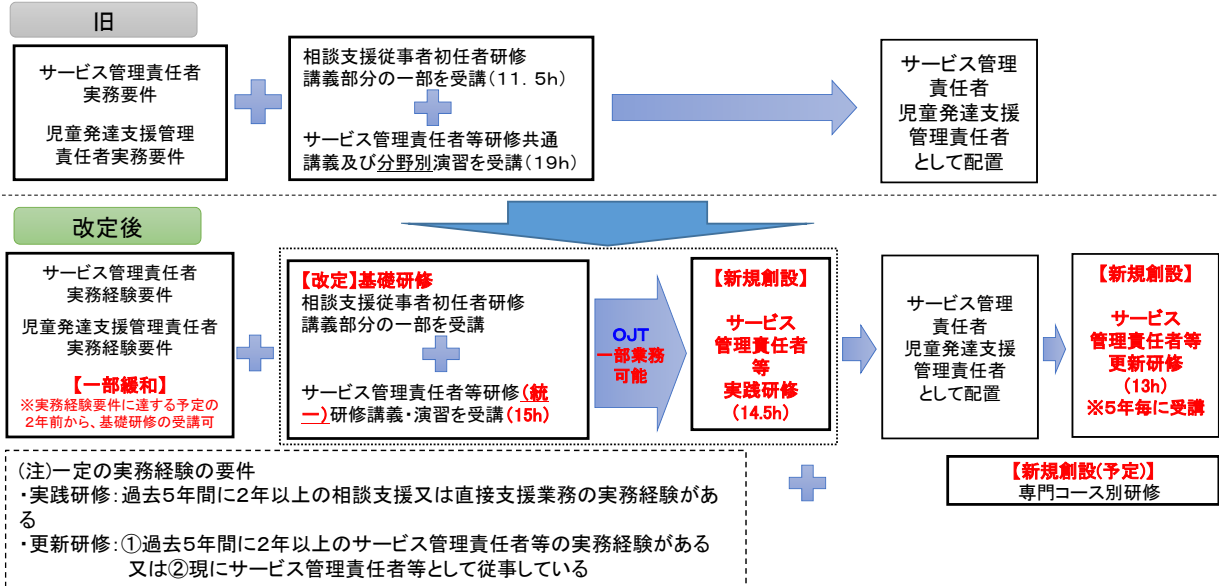 旧
サービス管理責任者
実務要件
児童発達支援管理
責任者実務要件
相談支援従事者初任者研修
講義部分の一部を受講(11.5h)
サービス管理責任者等研修共通
講義及び分野別演習を受講(19h)
サービス管理
責任者
児童発達支援
管理責任者
として配置
改定後
サービス管理責任者
実務経験要件
児童発達支援管理責任者
実務経験要件
【一部緩和】
※実務経験要件に達する予定の
2年前から、基礎研修の受講可
【改定】基礎研修
相談支援従事者初任者研修
講義部分の一部を受講
サービス管理責任者等研修(統
一)研修講義・演習を受講(15h)
OJT
一部業務
可能
【新規創設】
サービス
管理責任者
等
実践研修
(14.5h)
サービス管理
責任者
児童発達支援
管理責任者
として配置
【新規創設】
サービス
管理責任者等
更新研修
(13h)
※5年毎に受講
(注)一定の実務経験の要件
・実践研修:過去5年間に2年以上の相談支援又は直接支援業務の実務経験があ
る
・更新研修:①過去5年間に2年以上のサービス管理責任者等の実務経験がある
又は②現にサービス管理責任者等として従事している
【新規創設(予定)】
専門コース別研修